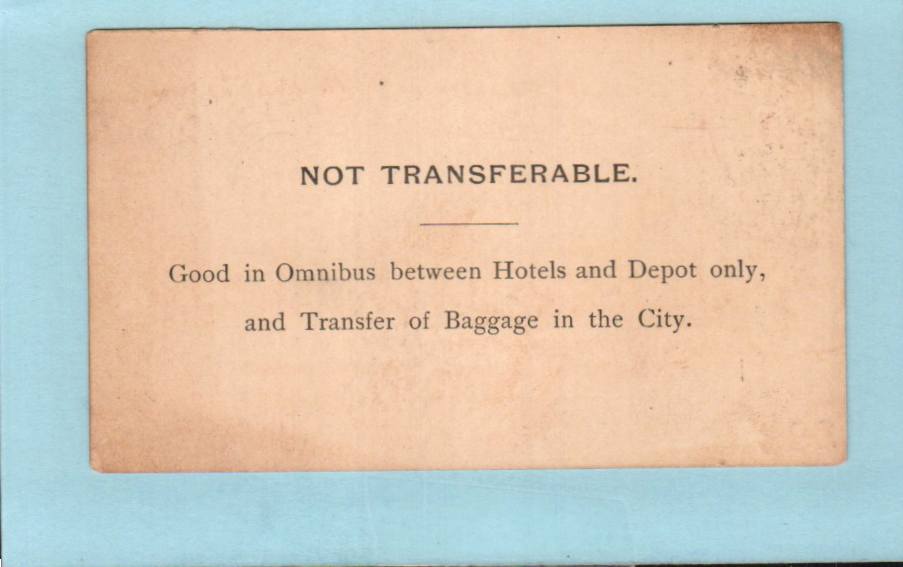 NOT TRANSFERABLE.
Good in Omnibus between Hotels and Depot only,
and Transfer of Baggage in the City.